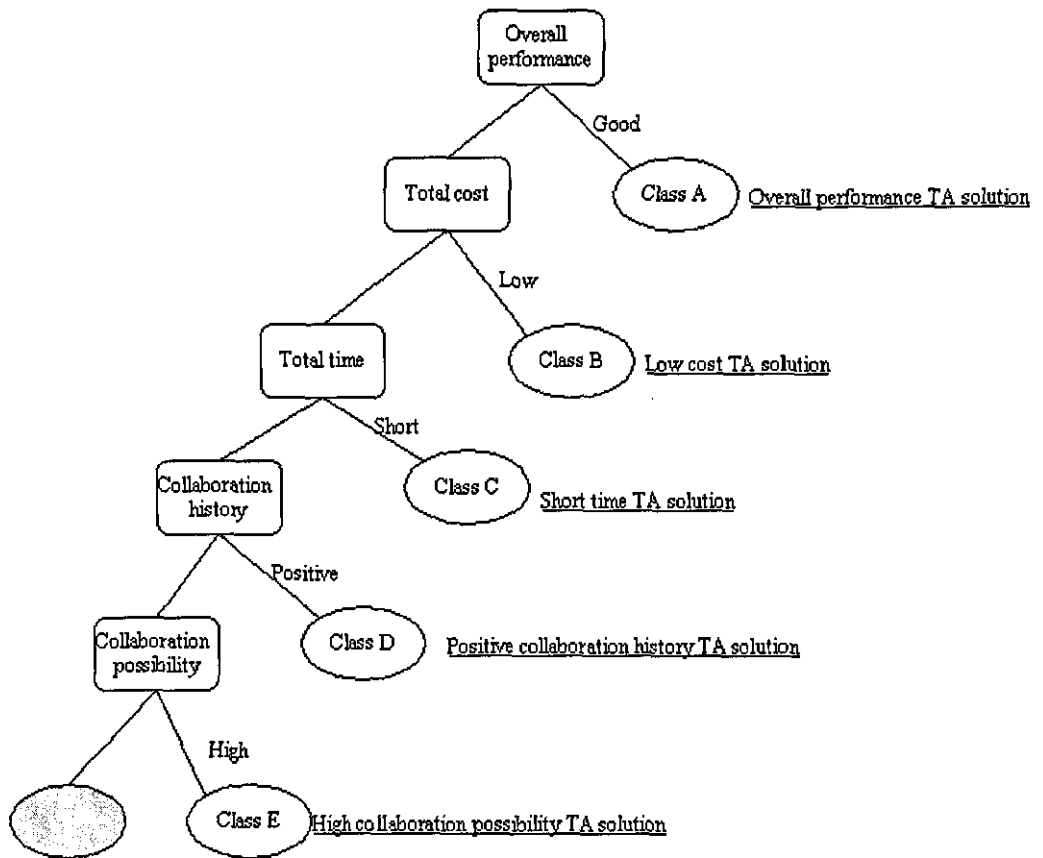 Overall
performance
Good
Total cost
Class A
Overall performance TA solution
Low
Total time
Class B
Low cost TA solution
Short
Collaboration
history
Class C
Short time TA solution
Positive
Collaboration
possibility
Class D
Positive collaboration history TA solution
High
Class E
High collaboration possibility TA solution